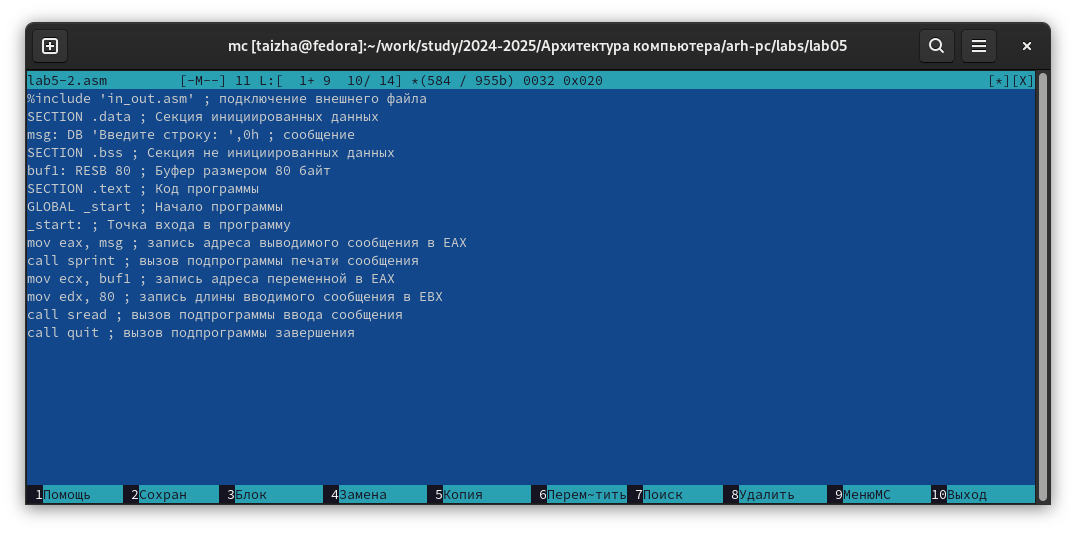 mc [taizha@fedora]:~/work/study/2024-2025/Архитектура компьютера/arh-pc/labs/lab05
lab5-2.asm [-M--] 11 L:[ 1+ 9 10/ 14] *(584 / 955b) 0032 0x020 [*][X]
%include 'in_out.asm' ; подключение внешнего файла
SECTION .data ; Секция инициированных данных
msg: DB 'Введите строку: ',0h ; сообщение
SECTION .bss ; Секция не инициированных данных
buf1: RESB 80 ; Буфер размером 80 байт
SECTION .text ; Код программы
GLOBAL _start ; Начало программы
_start: ; Точка входа в программу
mov eax, msg ; запись адреса выводимого сообщения в EAX
call sprint ; вызов подпрограммы печати сообщения
mov ecx, buf1 ; запись адреса переменной в EAX
mov edx, 80 ; запись длины вводимого сообщения в EBX
call sread ; вызов подпрограммы ввода сообщения
call quit ; вызов подпрограммы завершения
1Помощь 2Сохран 3Блок 4Замена 5Копия 6Перем~тить 7Поиск 8Удалить 9МенюMC 10Выход